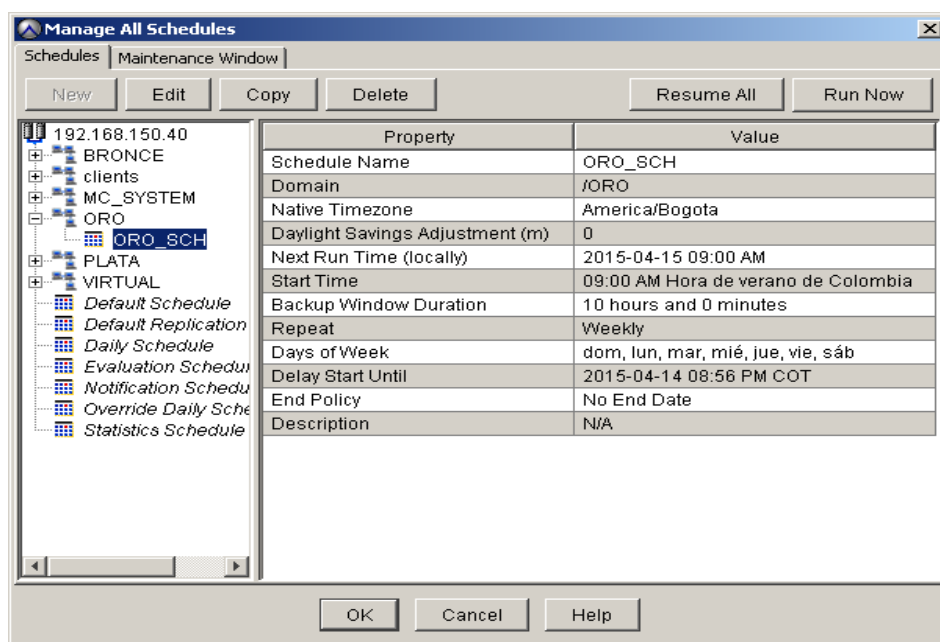 Manage All Schedules
Schedules Maintenance Window
New Edit Copy Delete Resume All Run Now
192.168.150.40
BRONCE
clients
MC_SYSTEM
ORO
ORO_SCH
PLATA
VIRTUAL
Default Schedule
Default Replication
Daily Schedule
Evaluation Schedu
Notification Schedu
Override Daily Sche
Statistics Schedule
Property Value
Schedule Name ORO_SCH
Domain /ORO
Native Timezone America/Bogota
Daylight Savings Adjustment (m) 0
Next Run Time (locally) 2015-04-15 09:00 AM
Start Time 09:00 AM Hora de verano de Colombia
Backup Window Duration 10 hours and 0 minutes
Repeat Weekly
Days of Week dom, lun, mar, mié, jue, vie, sáb
Delay Start Until 2015-04-14 08:56 PM COT
End Policy No End Date
Description N/A
OK Cancel Help